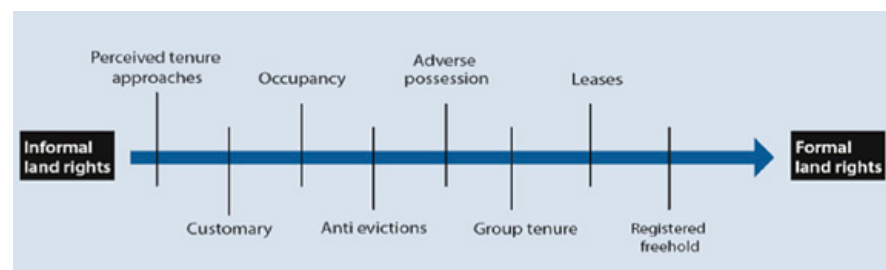 Perceived tenure
approaches
Occupancy
Adverse
possession
Leases
Informal
land rights
Formal
land rights
Customary
Anti evictions
Group tenure
Registered
freehold